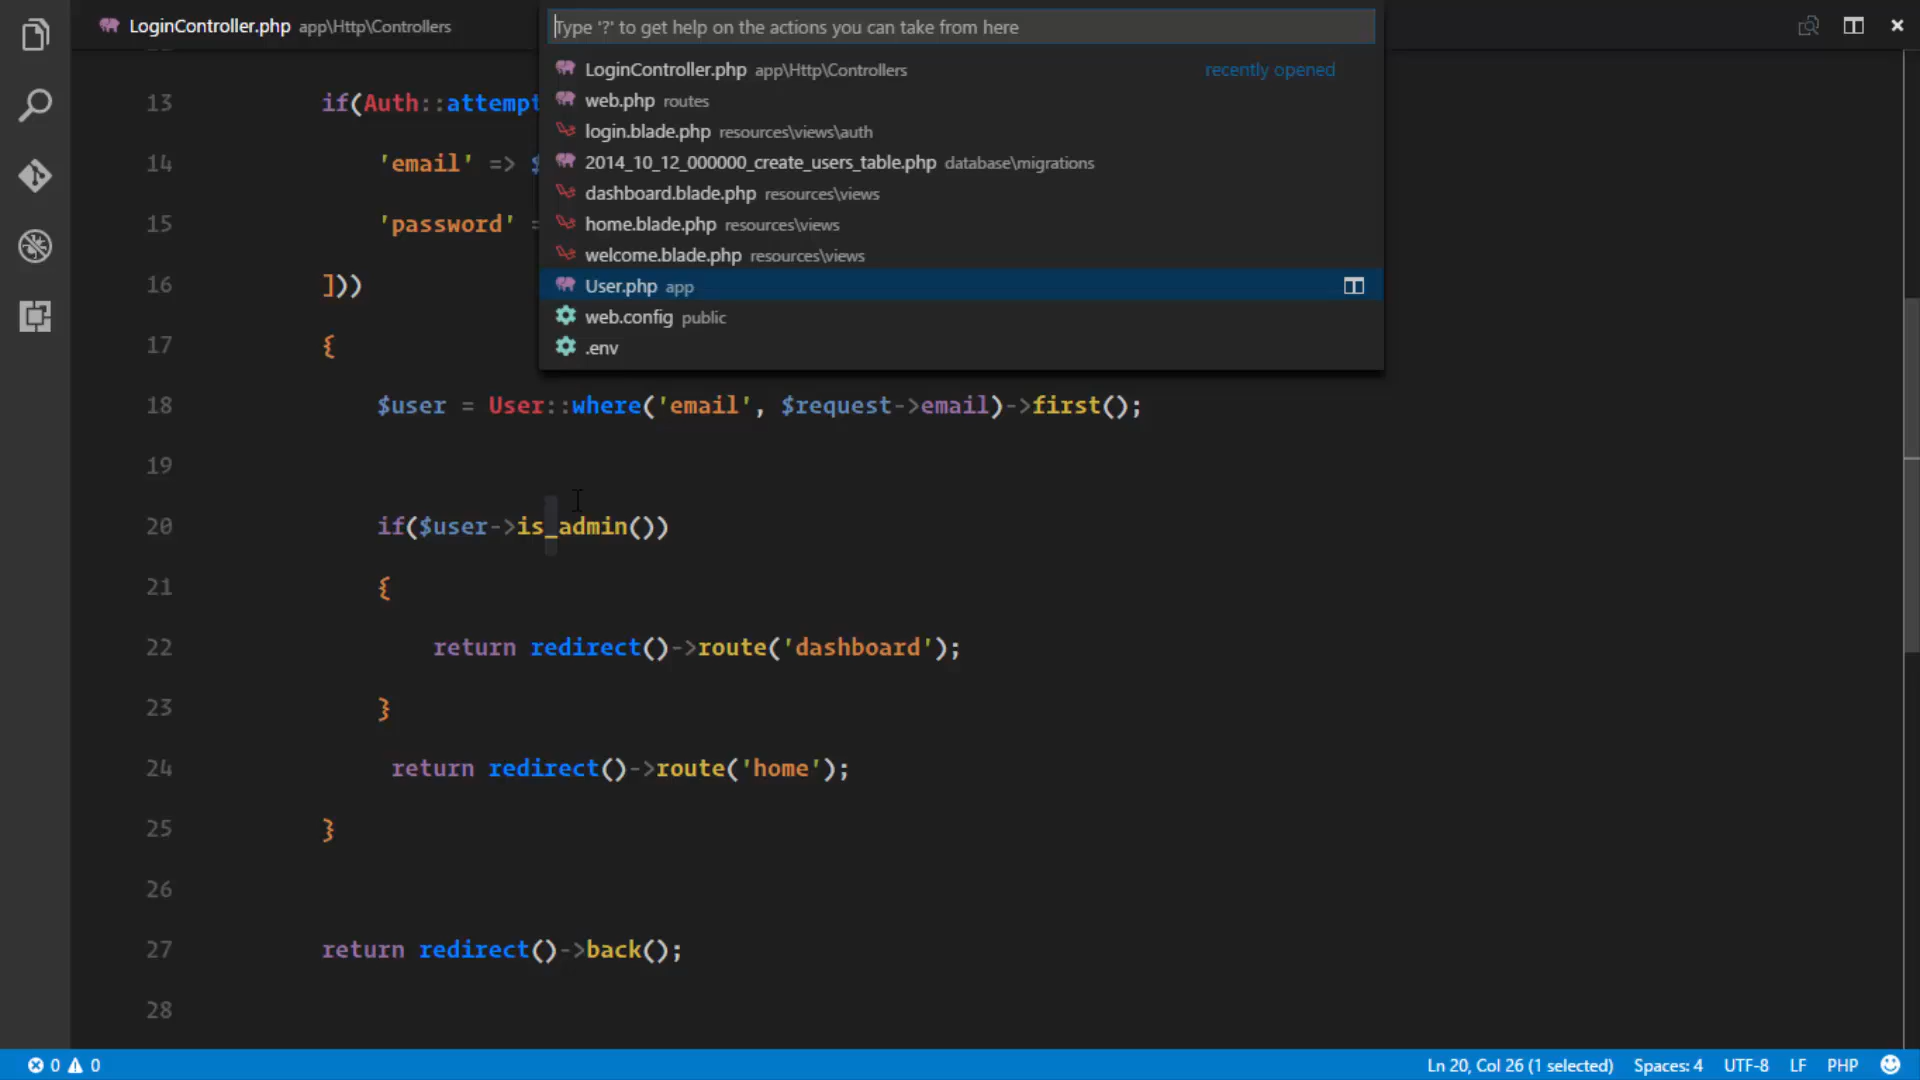 LoginController.php app\Http\Controllers
Type '?' to get help on the actions you can take from here
LoginController.php app\Http\Controllers recently opened
web.php routes
login.blade.php resources\views\auth
2014_10_12_000000_create_users_table.php database\migrations
dashboard.blade.php resources\views
home.blade.php resources\views
welcome.blade.php resources\views
User.php app
web.config public
.env
13 if(Auth::attempt
14 'email' => $
15 'password' =
16 ]))
17 {
18 $user = User::where('email', $request->email)->first();
19
20 if($user->is_admin())
21 {
22 return redirect()->route('dashboard');
23 }
24 return redirect()->route('home');
25 }
26
27 return redirect()->back();
28
0 0 Ln 20, Col 26 (1 selected) Spaces: 4 UTF-8 LF PHP